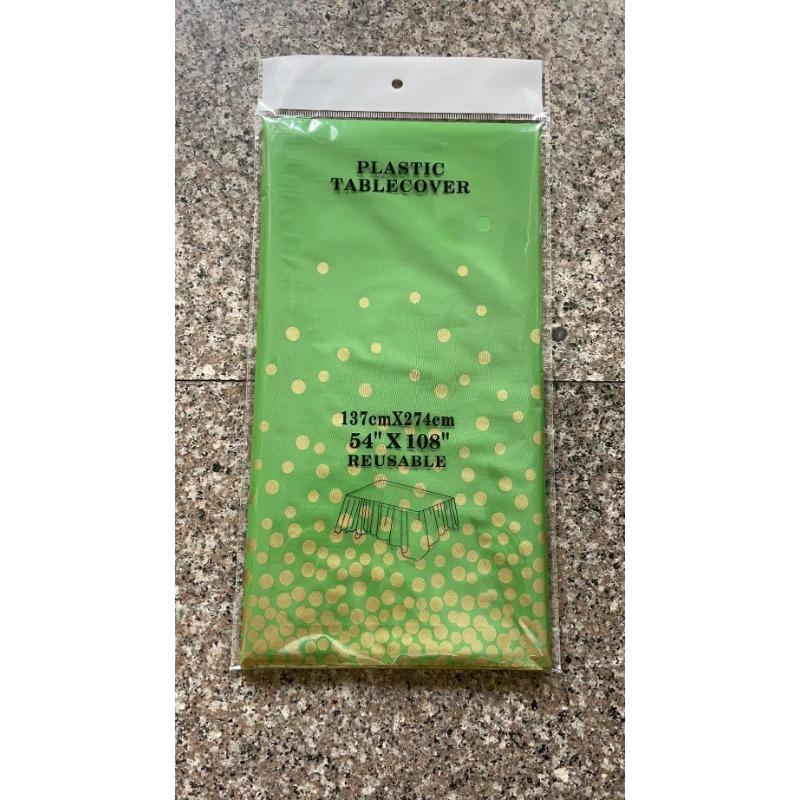 PLASTIC
TABLECOVER
137cmX274cm
54" X 108"
REUSABLE